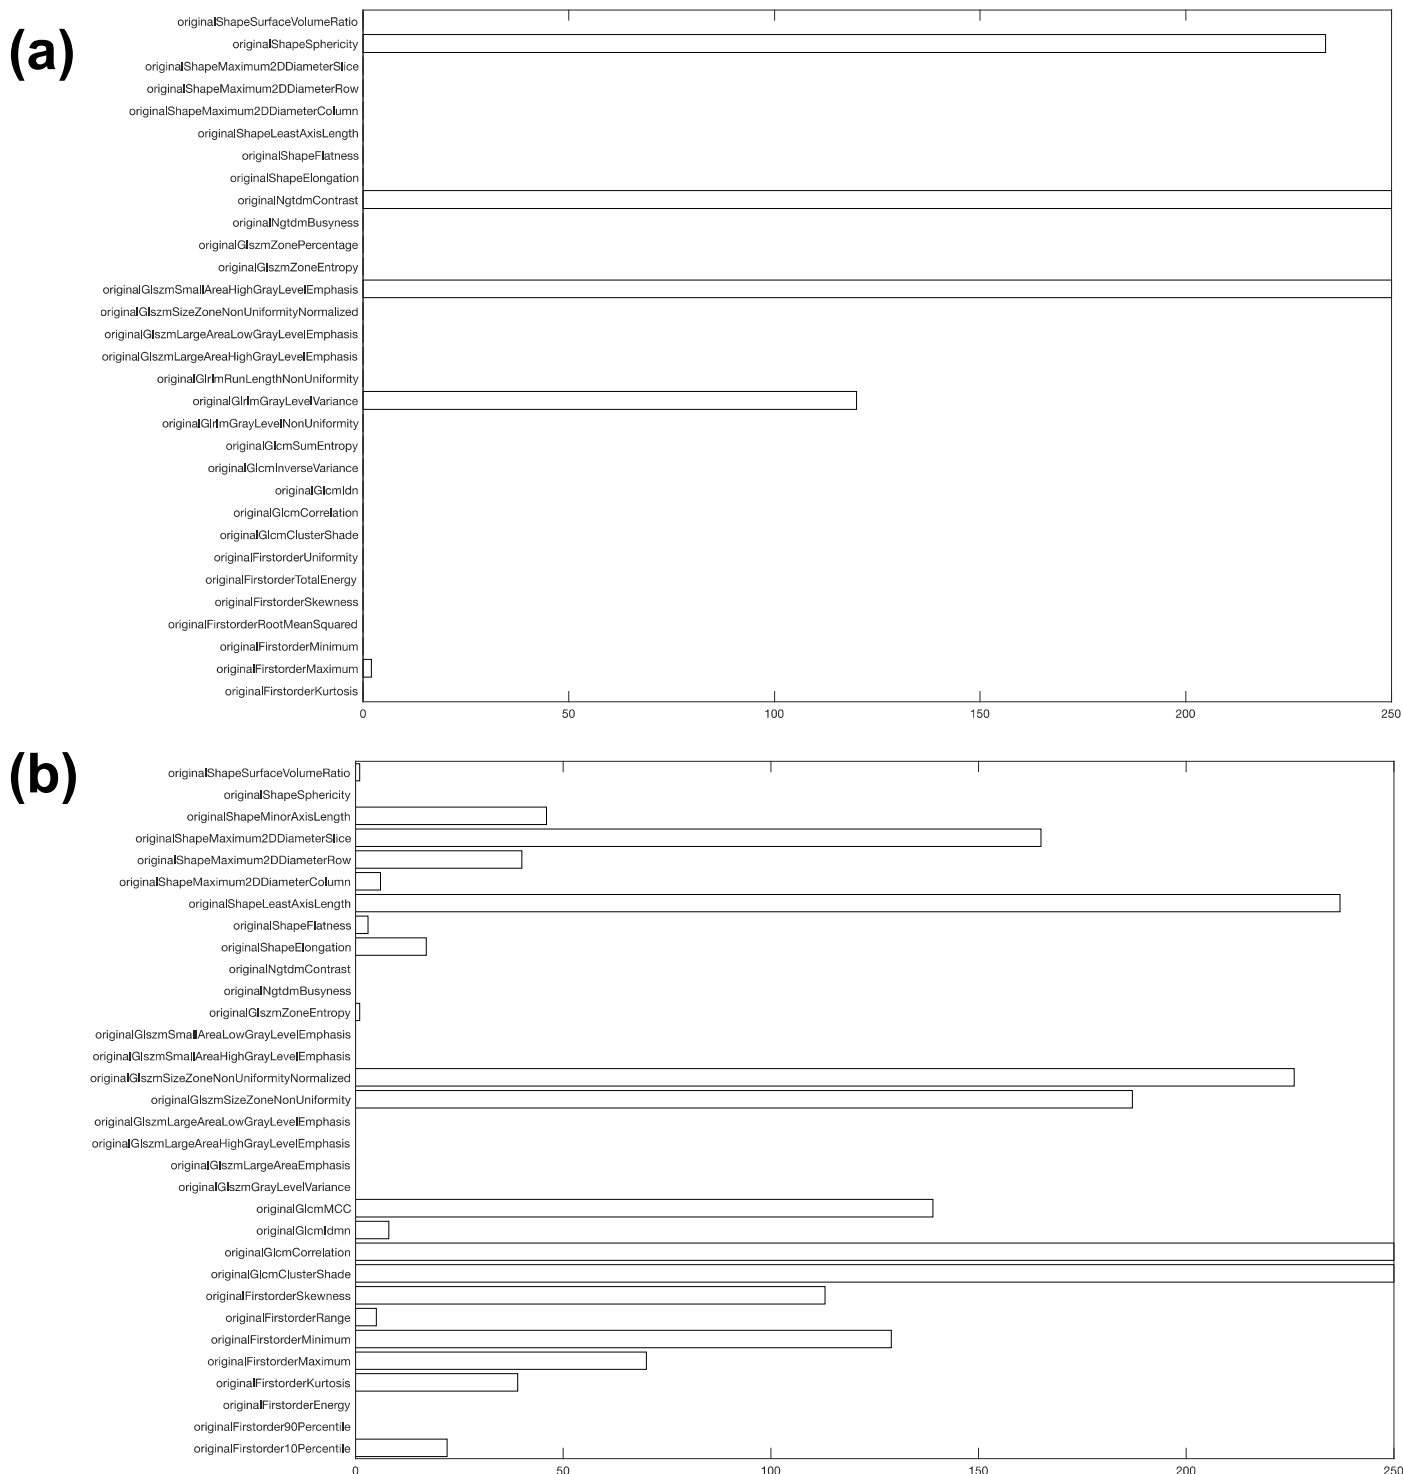 (a)
originalShapeSurfaceVolumeRatio
originalShapeSphericity
originalShapeMaximum2DDiameterSlice
originalShapeMaximum2DDiameterRow
originalShapeMaximum2DDiameterColumn
originalShapeLeastAxisLength
originalShapeFlatness
originalShapeElongation
originalNgtdmContrast
originalNgtdmBusyness
originalGlszmZonePercentage
originalGlszmZoneEntropy
originalGlszmSmallAreaHighGrayLevelEmphasis
originalGlszmSizeZoneNonUniformityNormalized
originalGlszmLargeAreaLowGrayLevelEmphasis
originalGlszmLargeAreaHighGrayLevelEmphasis
originalGlrlmRunLengthNonUniformity
originalGlrlmGrayLevelVariance
originalGlrlmGrayLevelNonUniformity
originalGlcmSumEntropy
originalGlcmInverseVariance
originalGlcmIdn
originalGlcmCorrelation
originalGlcmClusterShade
originalFirstorderUniformity
originalFirstorderTotalEnergy
originalFirstorderSkewness
originalFirstorderRootMeanSquared
originalFirstorderMinimum
originalFirstorderMaximum
originalFirstorderKurtosis
0 50 100 150 200 250
(b)
originalShapeSurfaceVolumeRatio
originalShapeSphericity
originalShapeMinorAxisLength
originalShapeMaximum2DDiameterSlice
originalShapeMaximum2DDiameterRow
originalShapeMaximum2DDiameterColumn
originalShapeLeastAxisLength
originalShapeFlatness
originalShapeElongation
originalNgtdmContrast
originalNgtdmBusyness
originalGlszmZoneEntropy
originalGlszmSmallAreaLowGrayLevelEmphasis
originalGlszmSmallAreaHighGrayLevelEmphasis
originalGlszmSizeZoneNonUniformityNormalized
originalGlszmSizeZoneNonUniformity
originalGlszmLargeAreaLowGrayLevelEmphasis
originalGlszmLargeAreaHighGrayLevelEmphasis
originalGlszmLargeAreaEmphasis
originalGlszmGrayLevelVariance
originalGlcmMCC
originalGlcmIdmn
originalGlcmCorrelation
originalGlcmClusterShade
originalFirstorderSkewness
originalFirstorderRange
originalFirstorderMinimum
originalFirstorderMaximum
originalFirstorderKurtosis
originalFirstorderEnergy
originalFirstorder90Percentile
originalFirstorder10Percentile
0 50 100 150 200 250